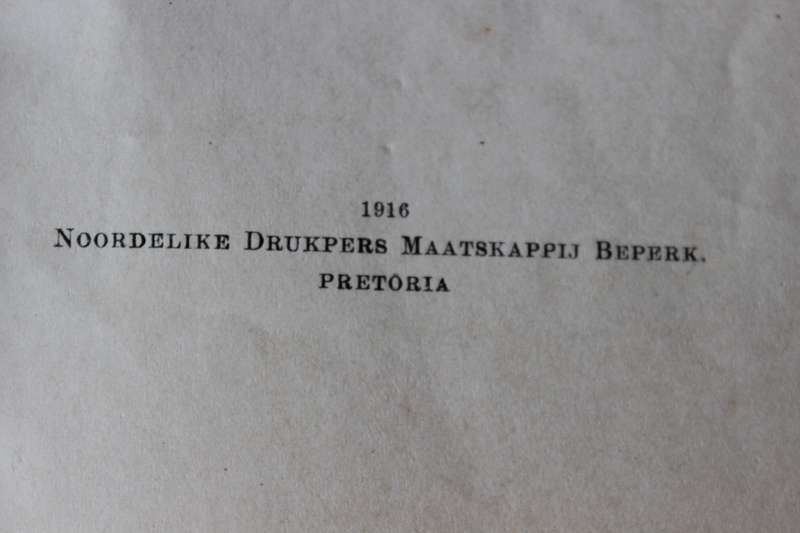 1916
NOORDELIKE DRUKPERS MAATSKAPPIJ BEPERK.
PRETORIA